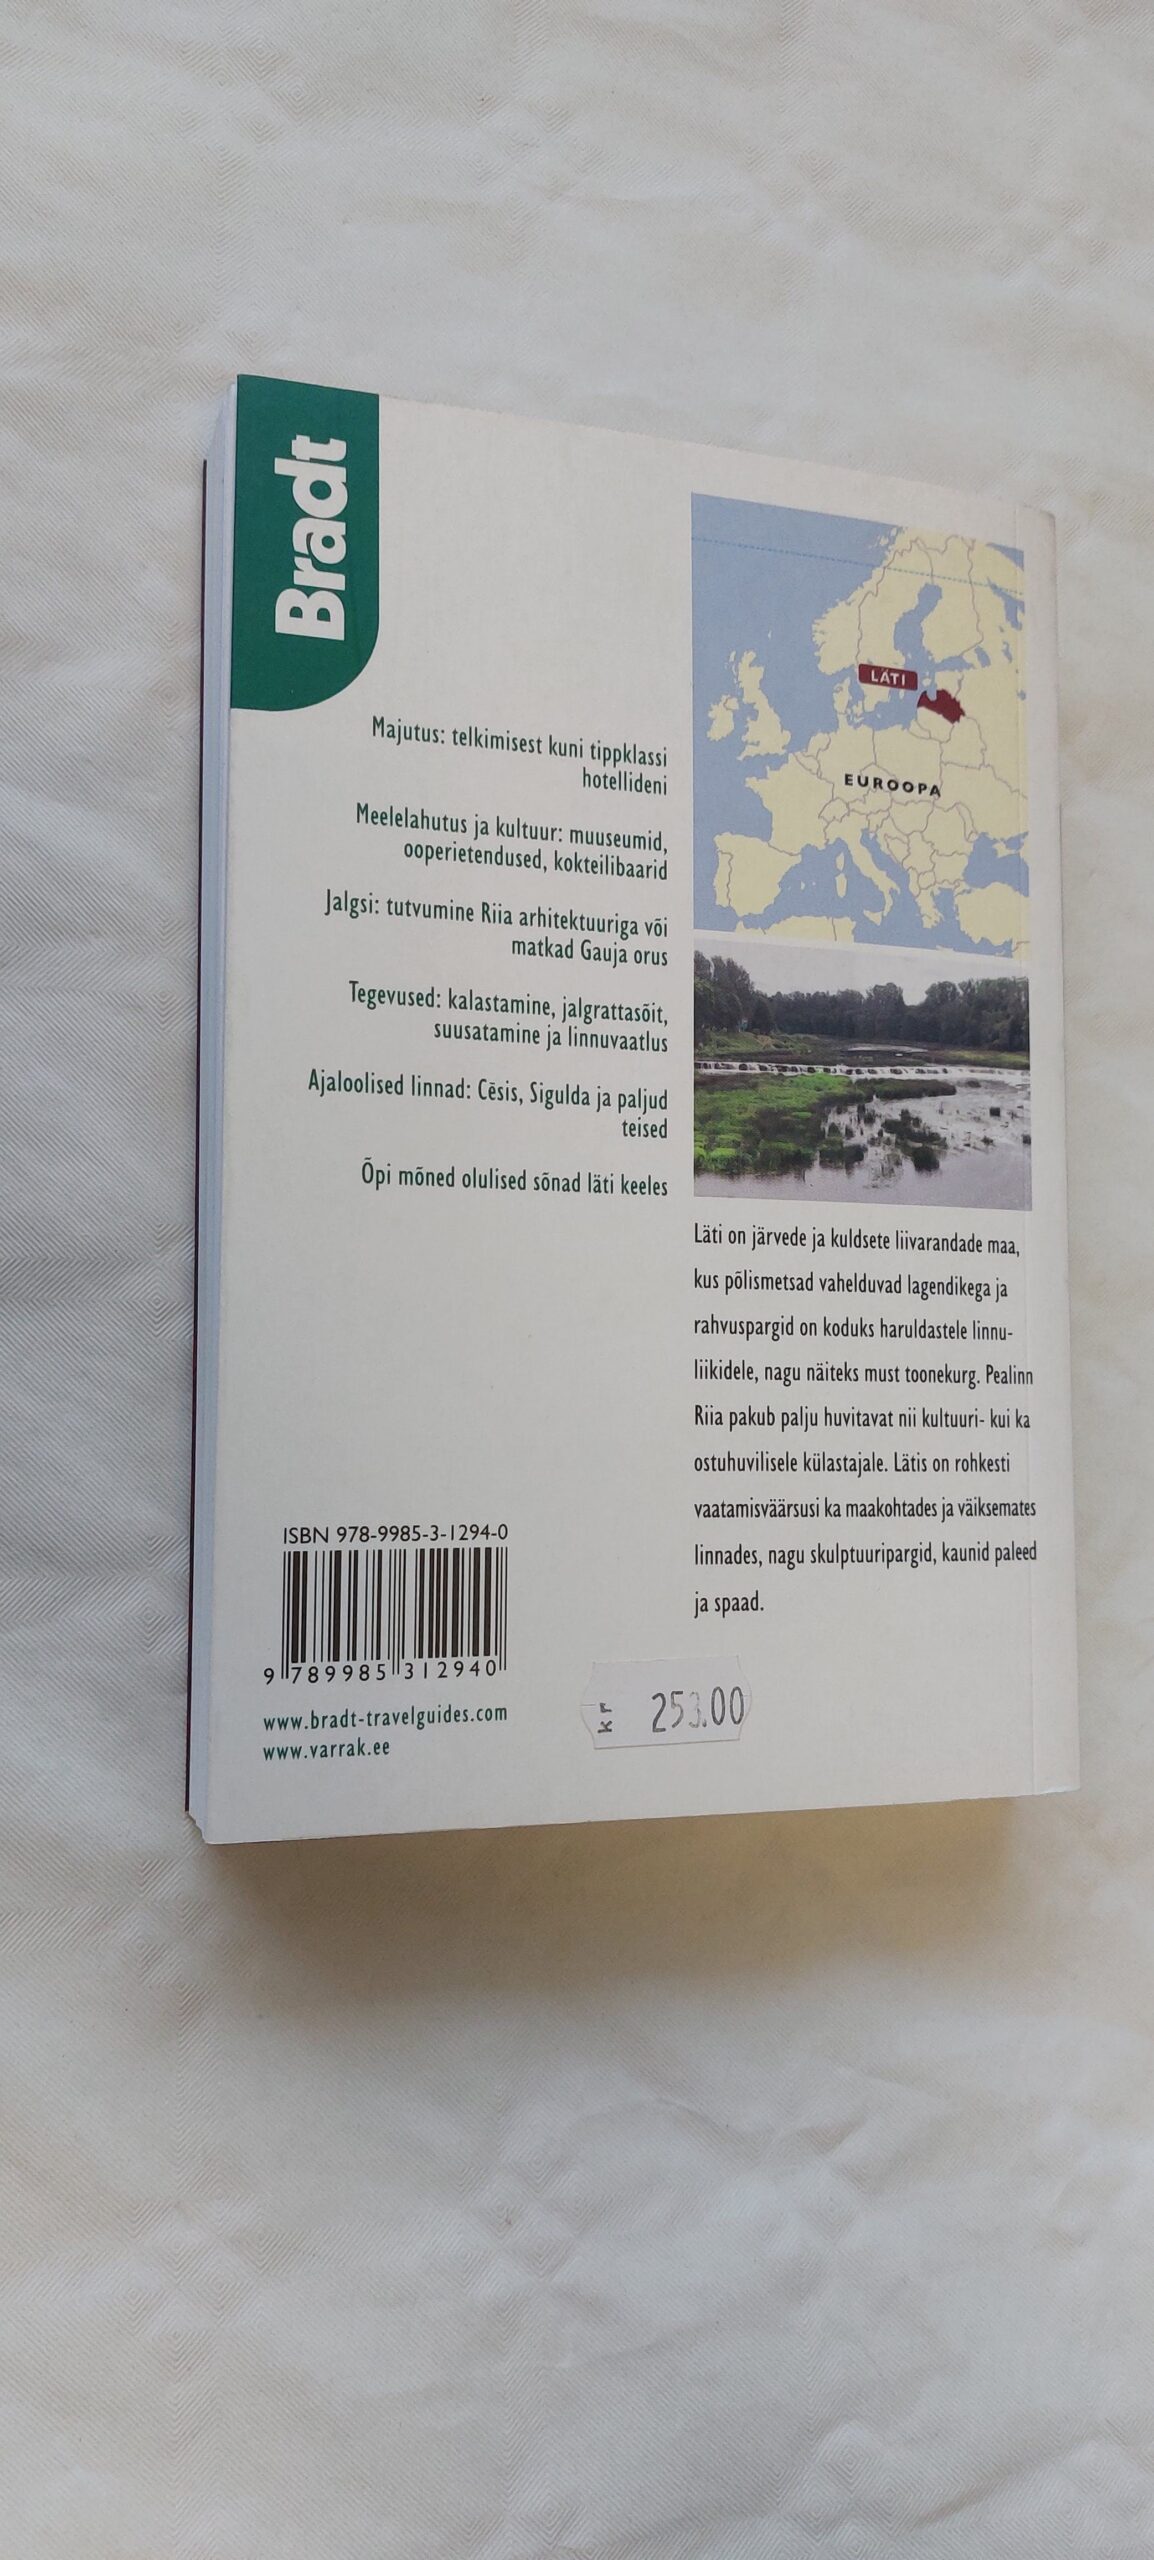 Bradt
LÄTI
EUROOPA
Majutus: telkimisest kuni tippklassi
hotellideni
Meelelahutus ja kultuur: muuseumid,
ooperietendused, kokteilibaarid
Jalgsi: tutvumine Riia arhitektuuriga või
matkad Gauja orus
Tegevused: kalastamine, jalgrattasõit,
suusatamine ja linnuvaatlus
Ajaloolised linnad: Cēsis, Sigulda ja paljud
teised
Õpi mõned olulised sõnad läti keeles
Läti on järvede ja kuldsete liivarandade maa,
kus põlismetsad vahelduvad lagendikega ja
rahvuspargid on koduks haruldastele linnu-
liikidele, nagu näiteks must toonekurg. Pealinn
Riia pakub palju huvitavat nii kultuuri- kui ka
ostuhuvilisele külastajale. Lätis on rohkesti
vaatamisväärsusi ka maakohtades ja väiksemates
linnades, nagu skulptuuripargid, kaunid paleed
ja spaad.
ISBN 978-9985-3-1294-0
9 789985 312940
www.bradt-travelguides.com
www.varrak.ee
kr 253.00